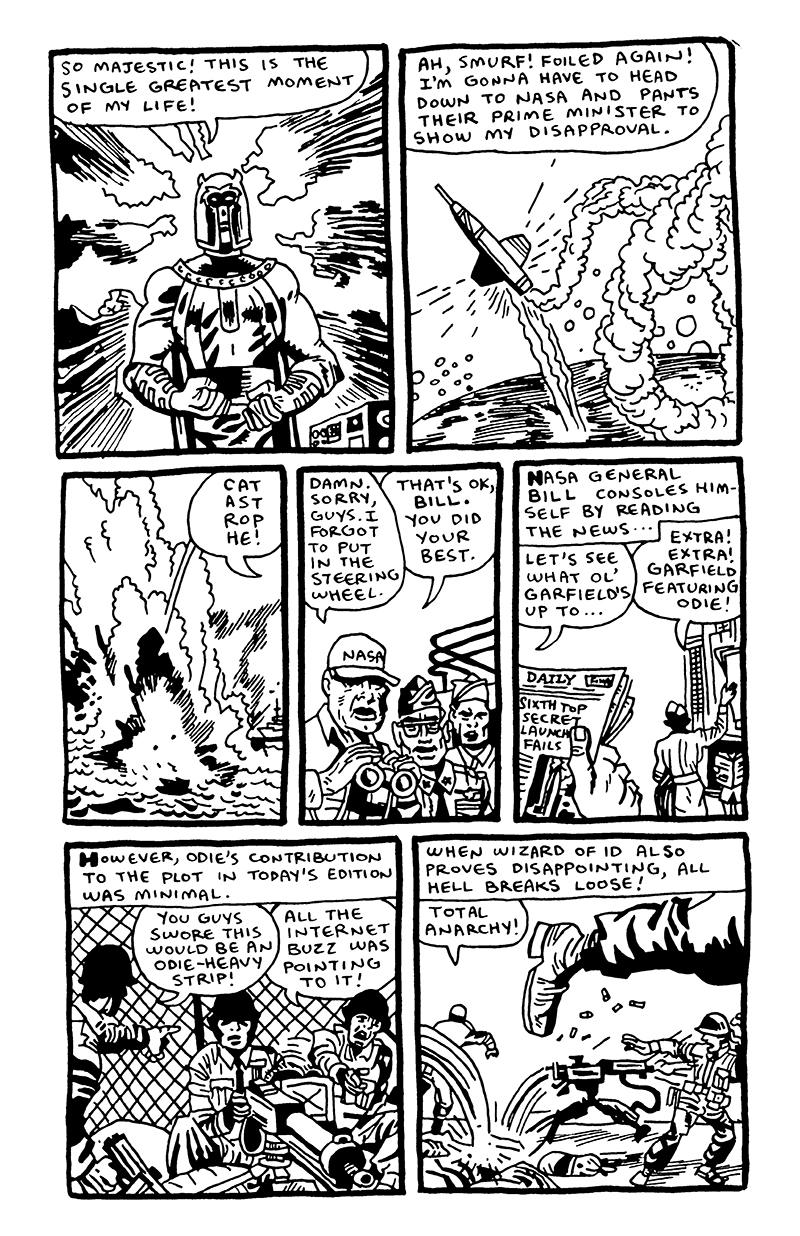 SO MAJESTIC! THIS IS THE
SINGLE GREATEST MOMENT
OF MY LIFE!
AH, SMURF! FOILED AGAIN!
I'M GONNA HAVE TO HEAD
DOWN TO NASA AND PANTS
THEIR PRIME MINISTER TO
SHOW MY DISAPPROVAL.
CAT
AST
ROP
HE!
DAMN.
SORRY,
GUYS. I
FORGOT
TO PUT
IN THE
STEERING
WHEEL.
THAT'S OK,
BILL.
YOU DID
YOUR
BEST.
NASA
NASA GENERAL
BILL CONSOLES HIM-
SELF BY READING
THE NEWS...
LET'S SEE
WHAT OL'
GARFIELD'S
UP TO...
EXTRA!
EXTRA!
GARFIELD
FEATURING
ODIE!
DAILY
SIXTH TOP
SECRET
LAUNCH
FAILS
HOWEVER, ODIE'S CONTRIBUTION
TO THE PLOT IN TODAY'S EDITION
WAS MINIMAL.
YOU GUYS
SWORE THIS
WOULD BE AN
ODIE-HEAVY
STRIP!
ALL THE
INTERNET
BUZZ WAS
POINTING
TO IT!
WHEN WIZARD OF ID ALSO
PROVES DISAPPOINTING, ALL
HELL BREAKS LOOSE!
TOTAL
ANARCHY!